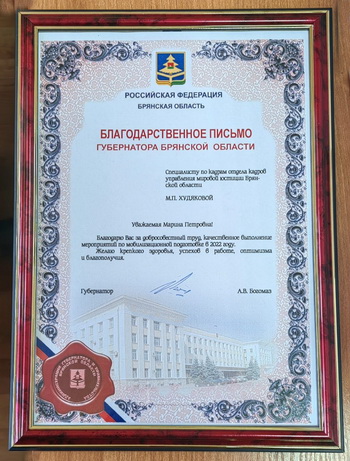 РОССИЙСКАЯ ФЕДЕРАЦИЯ
БРЯНСКАЯ ОБЛАСТЬ
БЛАГОДАРСТВЕННОЕ ПИСЬМО
ГУБЕРНАТОРА БРЯНСКОЙ ОБЛАСТИ
Специалисту по кадрам отдела кадров
управления мировой юстиции Брян-
ской области
М.П. ХУДЯКОВОЙ
Уважаемая Марина Петровна!
Благодарю Вас за добросовестный труд, качественное выполнение
мероприятий по мобилизационной подготовке в 2022 году.
Желаю крепкого здоровья, успехов в работе, оптимизма
и благополучия.
Губернатор А.В. Богомаз